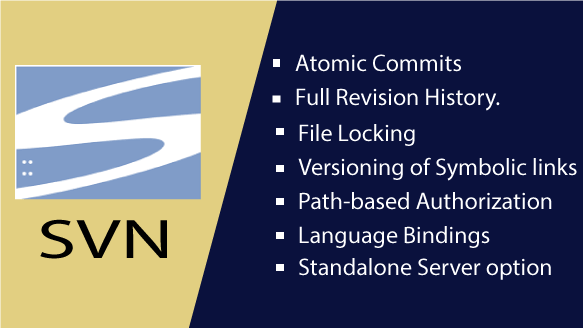 SVN
Atomic Commits
Full Revision History.
File Locking
Versioning of Symbolic links
Path-based Authorization
Language Bindings
Standalone Server option